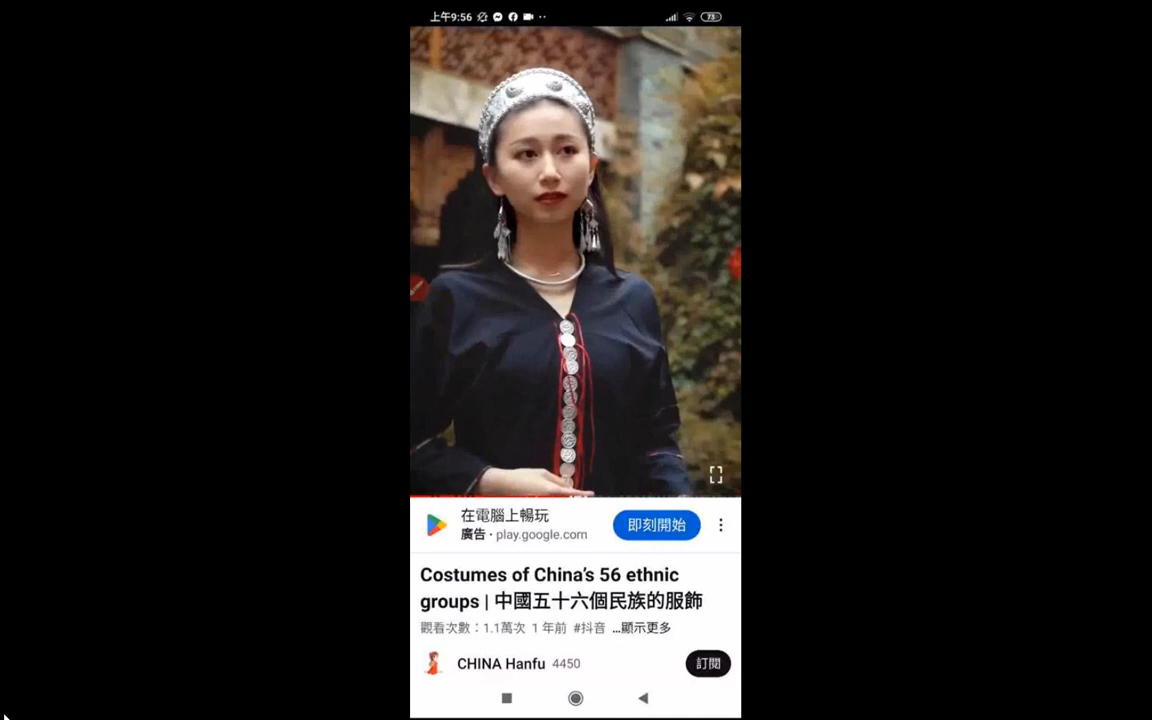 上午9:56
73
在電腦上暢玩
廣告 · play.google.com
即刻開始
Costumes of China's 56 ethnic
groups | 中國五十六個民族的服飾
觀看次數：1.1萬次 1 年前 #抖音 ...顯示更多
CHINA Hanfu 4450
訂閱